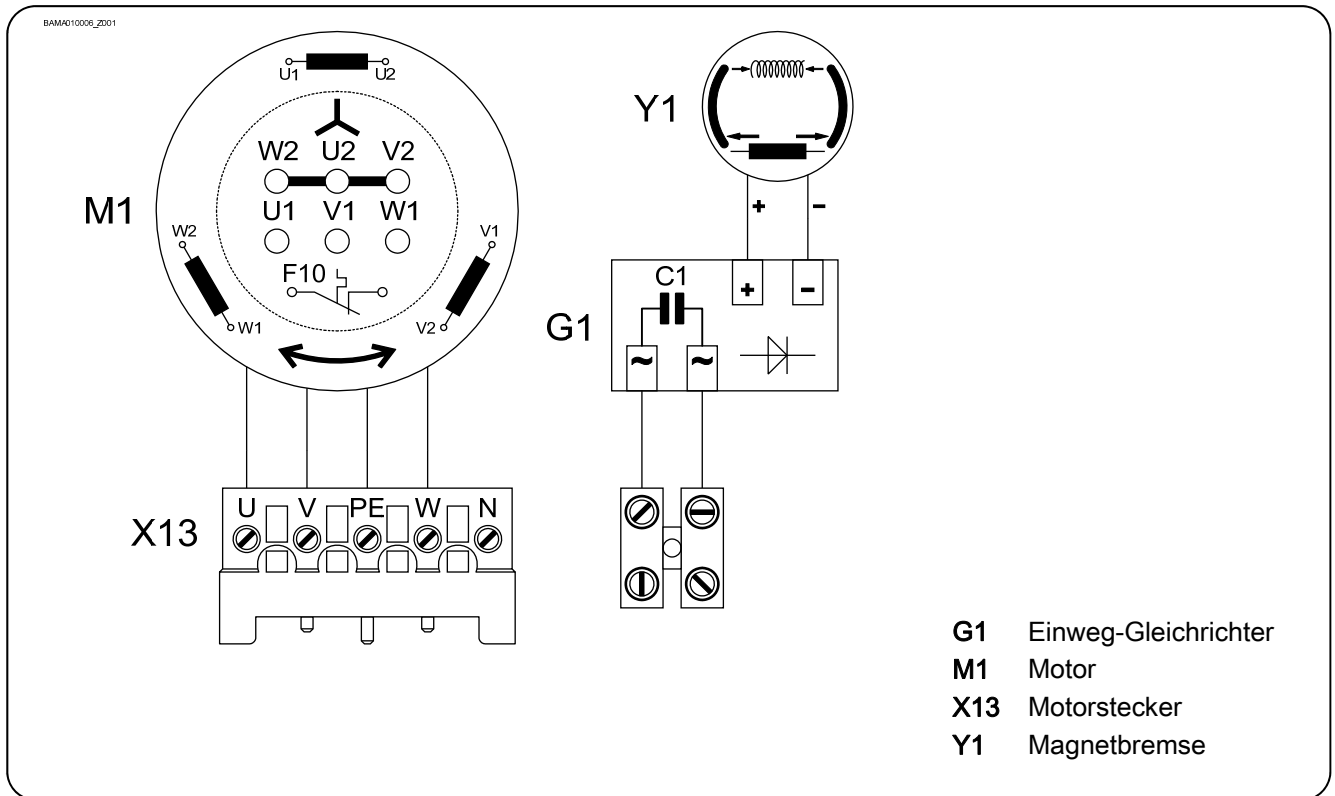 BAMA010006_Z001
U1 U2
Y1
W2 U2 V2
M1
U1 V1 W1
W2 V1
+ -
F10
C1
+ -
G1
W1 V2
~ ~
X13
U V PE W N
G1 Einweg-Gleichrichter
M1 Motor
X13 Motorstecker
Y1 Magnetbremse